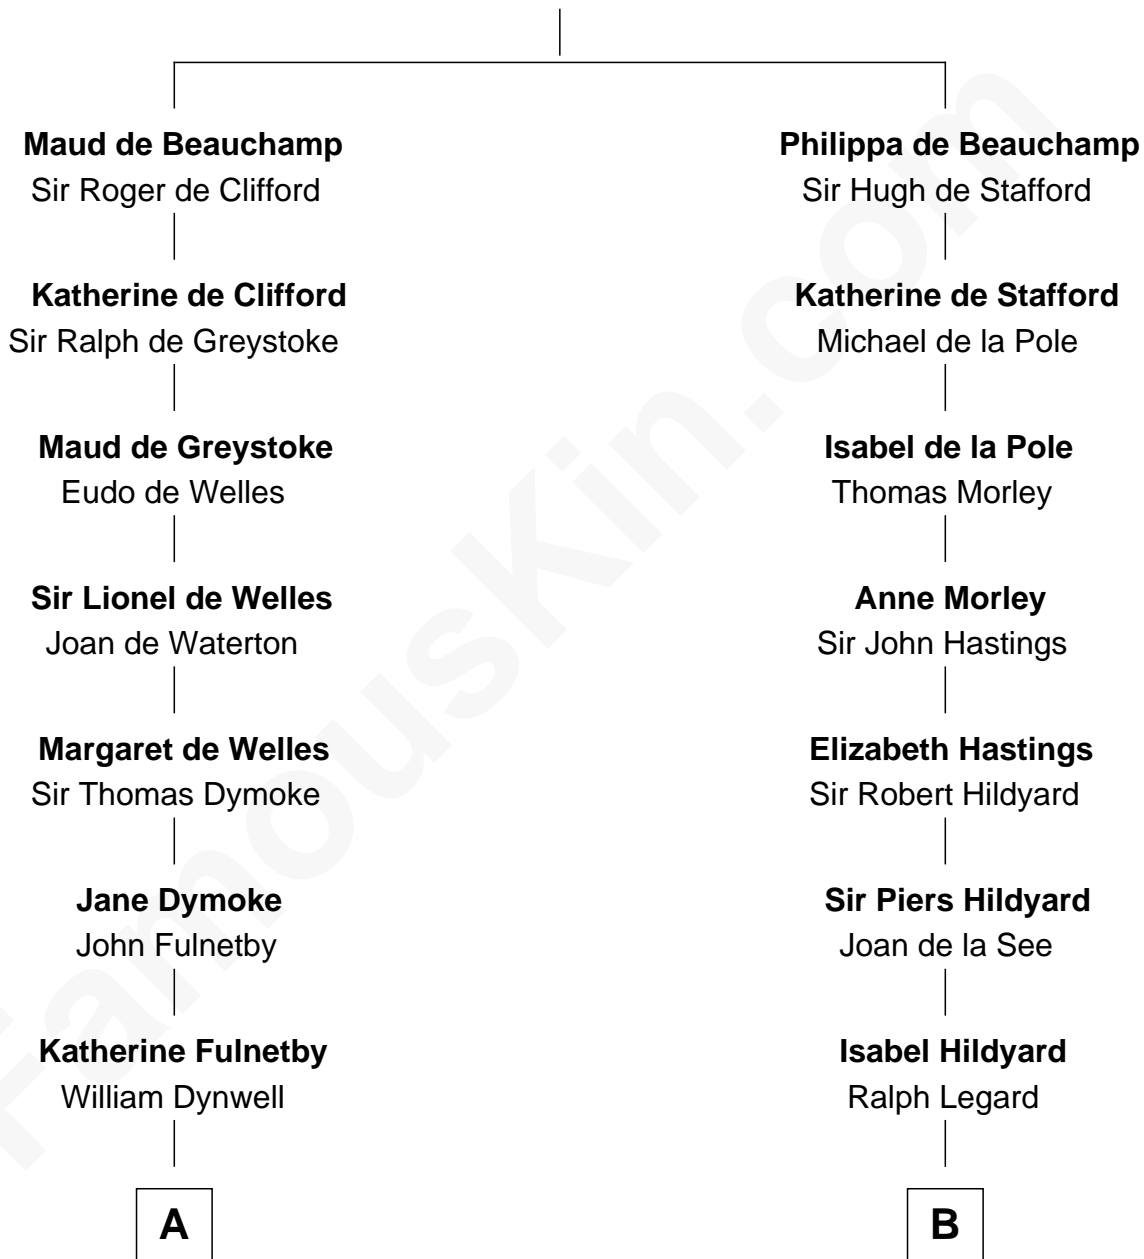 Maud de Beauchamp
Sir Roger de Clifford
Katherine de Clifford
Sir Ralph de Greystoke
Maud de Greystoke
Eudo de Welles
Sir Lionel de Welles
Joan de Waterton
Margaret de Welles
Sir Thomas Dymoke
Jane Dymoke
John Fulnetby
Katherine Fulnetby
William Dynwell
A
Philippa de Beauchamp
Sir Hugh de Stafford
Katherine de Stafford
Michael de la Pole
Isabel de la Pole
Thomas Morley
Anne Morley
Sir John Hastings
Elizabeth Hastings
Sir Robert Hildyard
Sir Piers Hildyard
Joan de la See
Isabel Hildyard
Ralph Legard
B
FamousKin.com